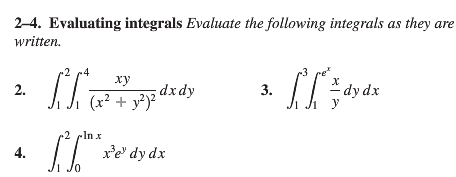 2–4. Evaluating integrals Evaluate the following integrals as they are
written.
2. ∫₁² ∫₁⁴ xy/(x² + y²)² dx dy 3. ∫₁³ ∫₁^(eˣ) x/y dy dx
4. ∫₁² ∫₀^(ln x) x³eʸ dy dx